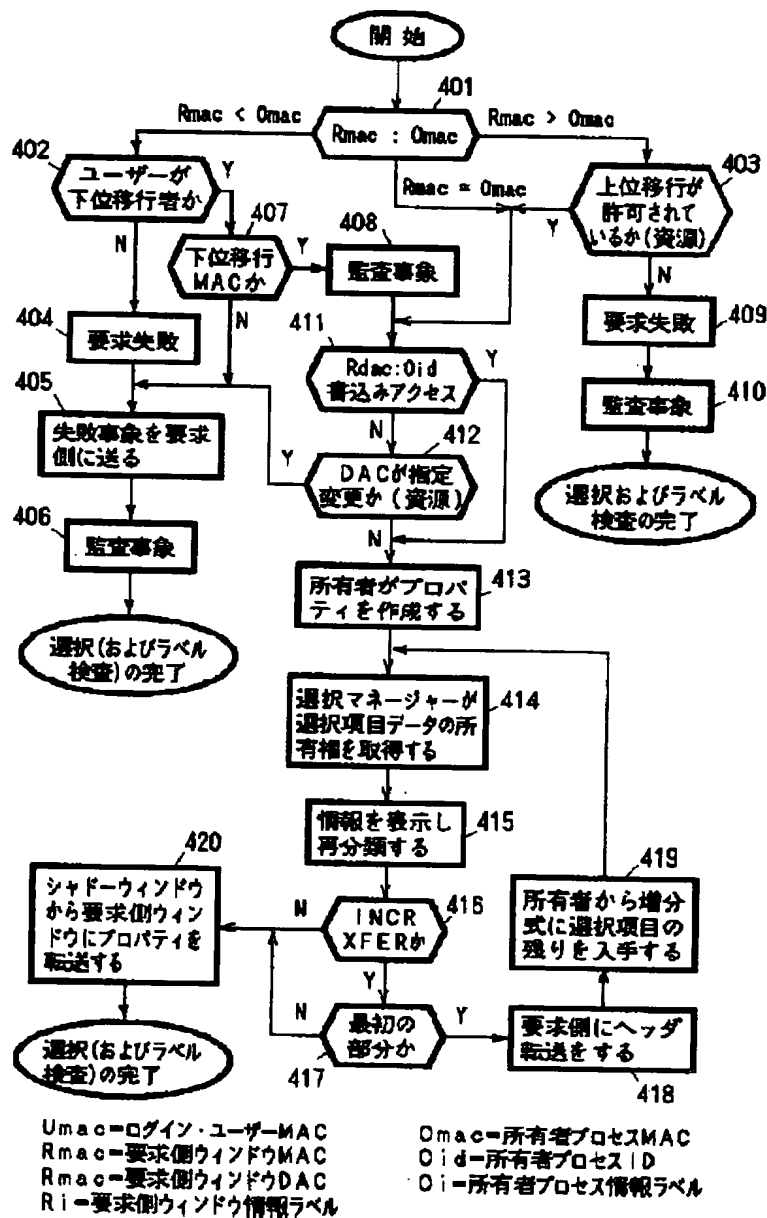 開始
401
Rmac < Omac
Rmac : Omac
Rmac > Omac
402
ユーザーが
下位移行者か
Y
N
Rmac = Omac
403
上位移行が
許可されて
いるか(資源)
Y
N
407
下位移行
MACか
Y
N
408
監査事象
404
要求失敗
409
要求失敗
411
Rdac:Oid
書込みアクセス
Y
N
405
失敗事象を要求
側に送る
410
監査事象
412
DACが指定
変更か(資源)
Y
N
406
監査事象
選択およびラベル
検査の完了
413
所有者がプロパ
ティを作成する
選択(およびラベル
検査)の完了
414
選択マネージャーが
選択項目データの所
有権を取得する
415
情報を表示し
再分類する
420
シャドーウィンドウ
から要求側ウィン
ドウにプロパティを
転送する
N
416
INCR
XFERか
Y
419
所有者から増分
式に選択項目の
残りを入手する
N
417
最初の
部分か
Y
418
要求側にヘッダ
転送をする
選択(およびラベル
検査)の完了
Umac=ログイン・ユーザーMAC
Rmac=要求側ウィンドウMAC
Rmac=要求側ウィンドウDAC
Ri=要求側ウィンドウ情報ラベル
Omac=所有者プロセスMAC
Oid=所有者プロセスID
Oi=所有者プロセス情報ラベル